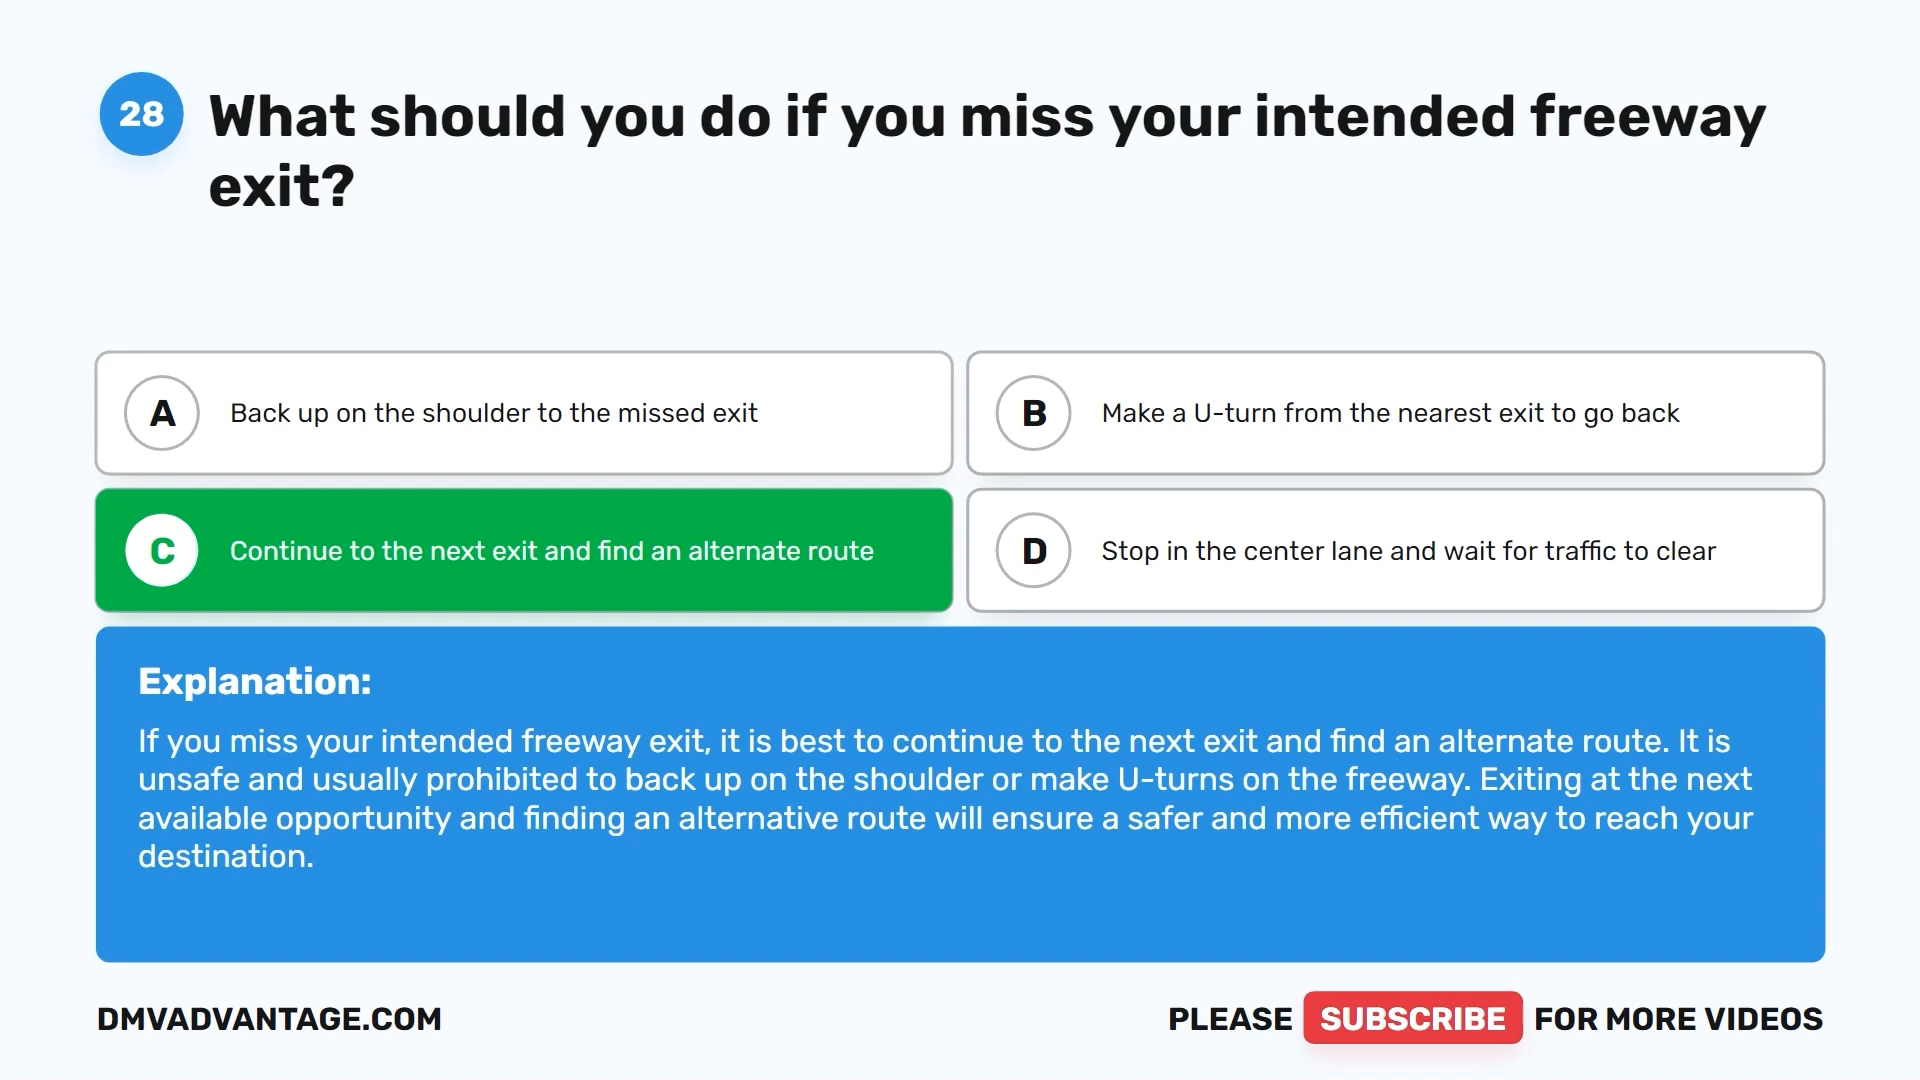 28
What should you do if you miss your intended freeway
exit?
A
Back up on the shoulder to the missed exit
B
Make a U-turn from the nearest exit to go back
C
Continue to the next exit and find an alternate route
D
Stop in the center lane and wait for traffic to clear
Explanation:
If you miss your intended freeway exit, it is best to continue to the next exit and find an alternate route. It is
unsafe and usually prohibited to back up on the shoulder or make U-turns on the freeway. Exiting at the next
available opportunity and finding an alternative route will ensure a safer and more efficient way to reach your
destination.
DMVADVANTAGE.COM
PLEASE SUBSCRIBE FOR MORE VIDEOS